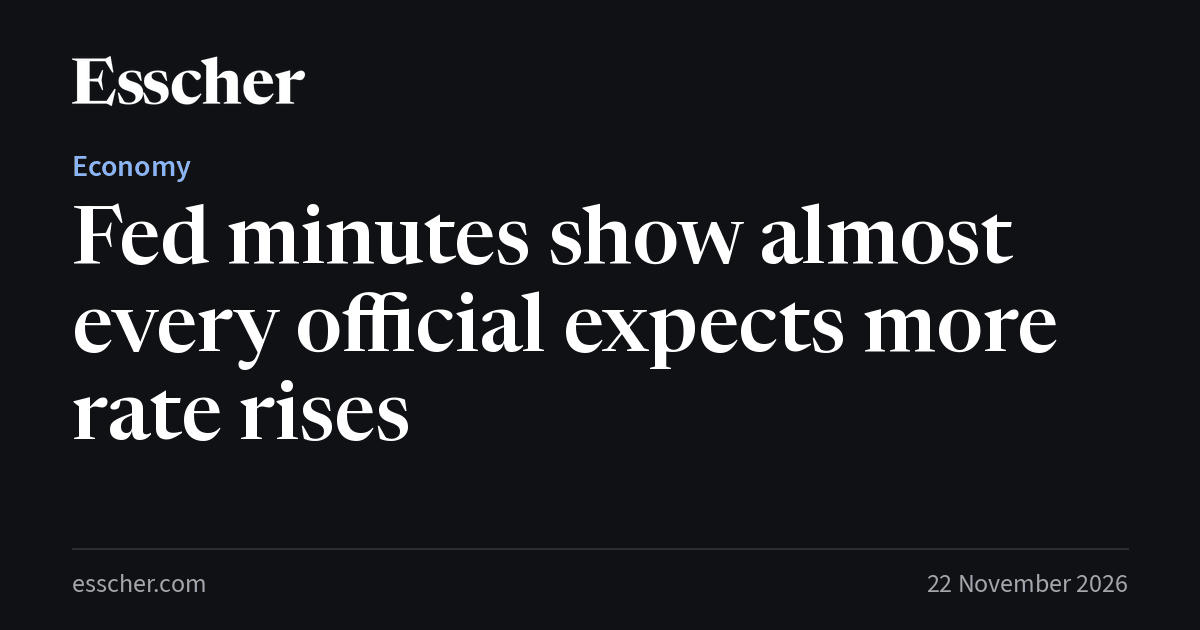 Esscher
Economy
Fed minutes show almost
every official expects more
rate rises
esscher.com
22 November 2026